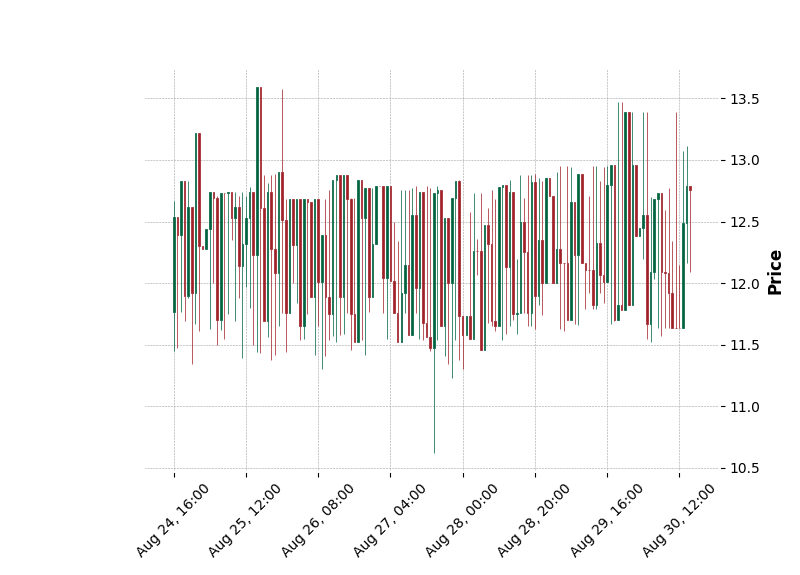 13.5
13.0
12.5
12.0
11.5
11.0
10.5
Price
Aug 24, 16:00
Aug 25, 12:00
Aug 26, 08:00
Aug 27, 04:00
Aug 28, 00:00
Aug 28, 20:00
Aug 29, 16:00
Aug 30, 12:00